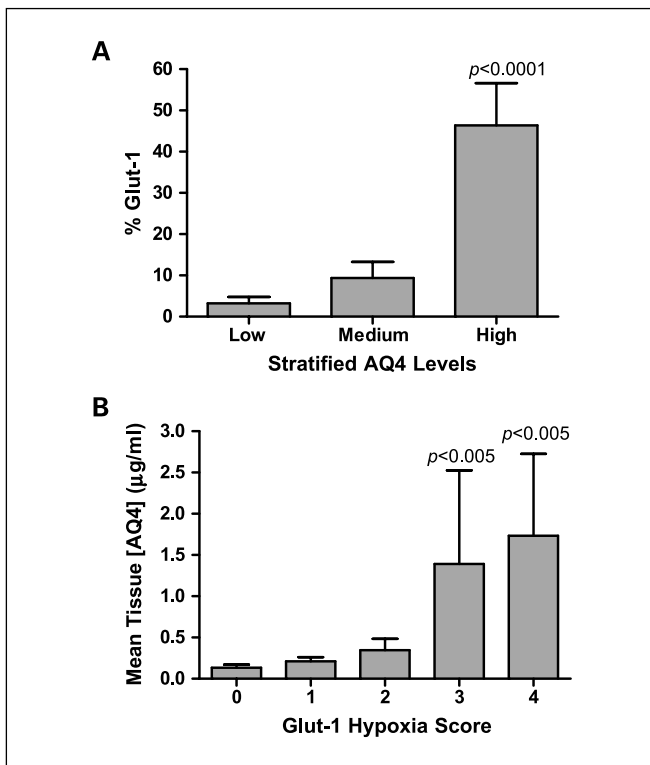 A
p<0.0001
60
50
40
30
20
10
0
% Glut-1
Low Medium High
Stratified AQ4 Levels
B
p<0.005
p<0.005
3.0
2.5
2.0
1.5
1.0
0.5
0.0
Mean Tissue [AQ4] (μg/ml)
0 1 2 3 4
Glut-1 Hypoxia Score